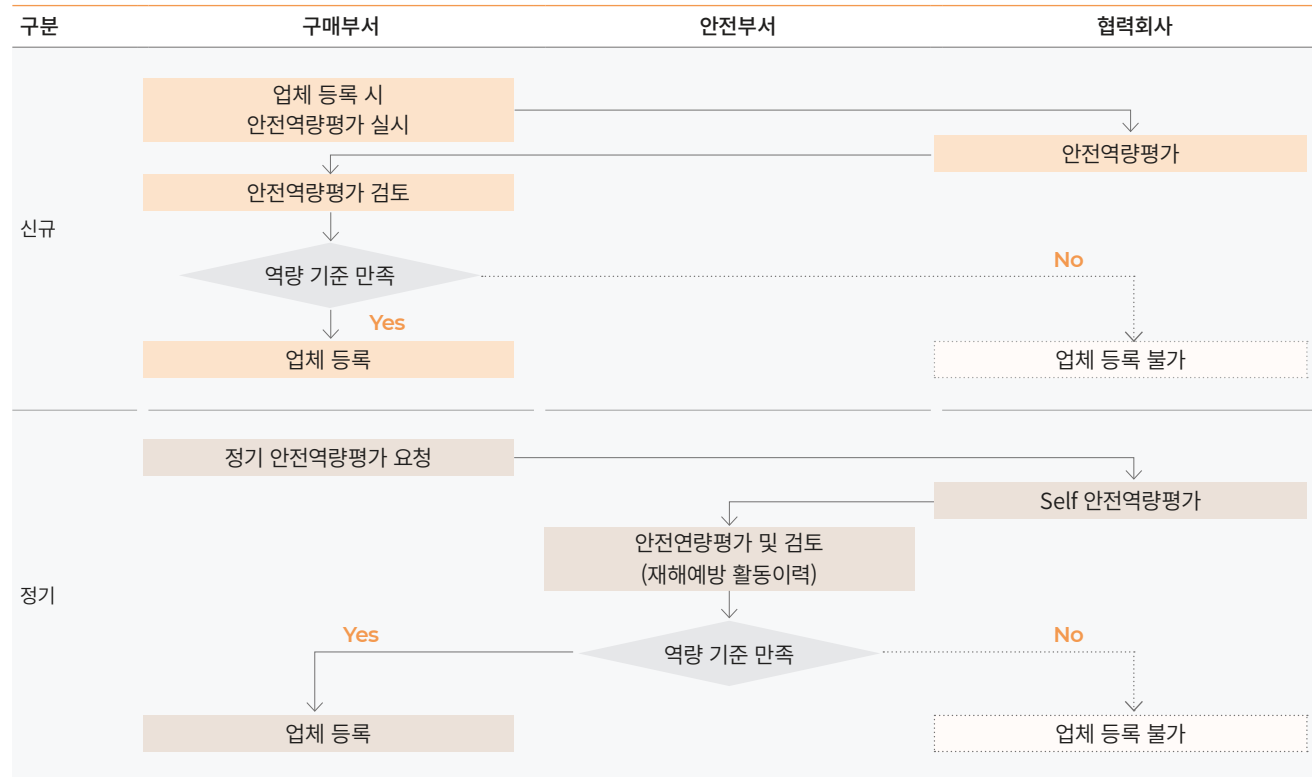 구분 구매부서 안전부서 협력회사
신규
업체 등록 시
안전역량평가 실시
안전역량평가
안전역량평가 검토
역량 기준 만족
No
Yes
업체 등록
업체 등록 불가
정기
정기 안전역량평가 요청
Self 안전역량평가
안전연량평가 및 검토
(재해예방 활동이력)
역량 기준 만족
Yes
No
업체 등록
업체 등록 불가